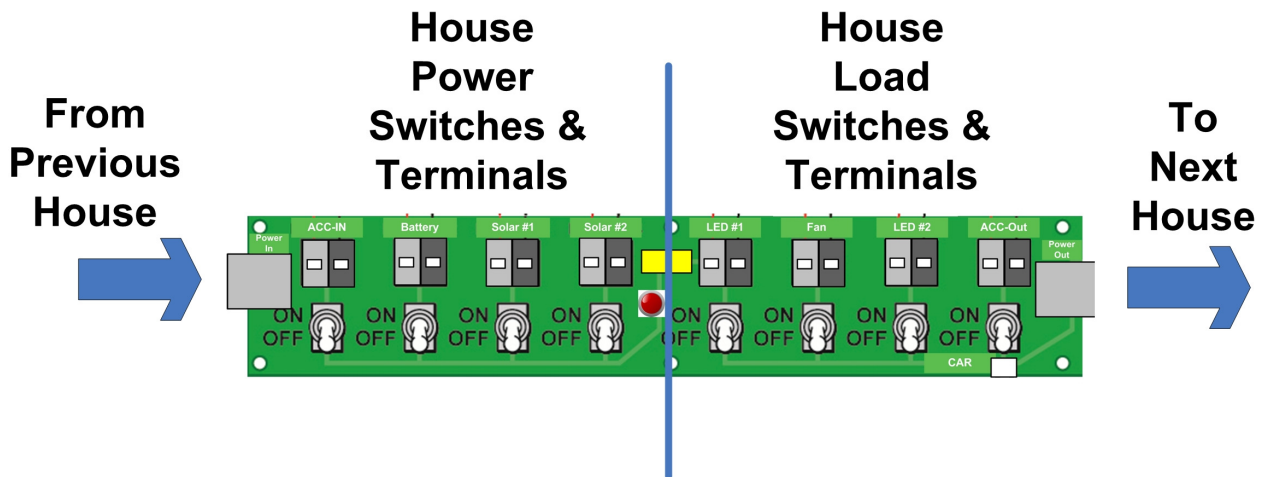 House
Power
Switches &
Terminals
House
Load
Switches &
Terminals
From
Previous
House
To
Next
House
Power
In
ACC-IN
Battery
Solar #1
Solar #2
LED #1
Fan
LED #2
ACC-Out
Power
Out
ON
OFF
ON
OFF
ON
OFF
ON
OFF
ON
OFF
ON
OFF
ON
OFF
ON
OFF
CAR